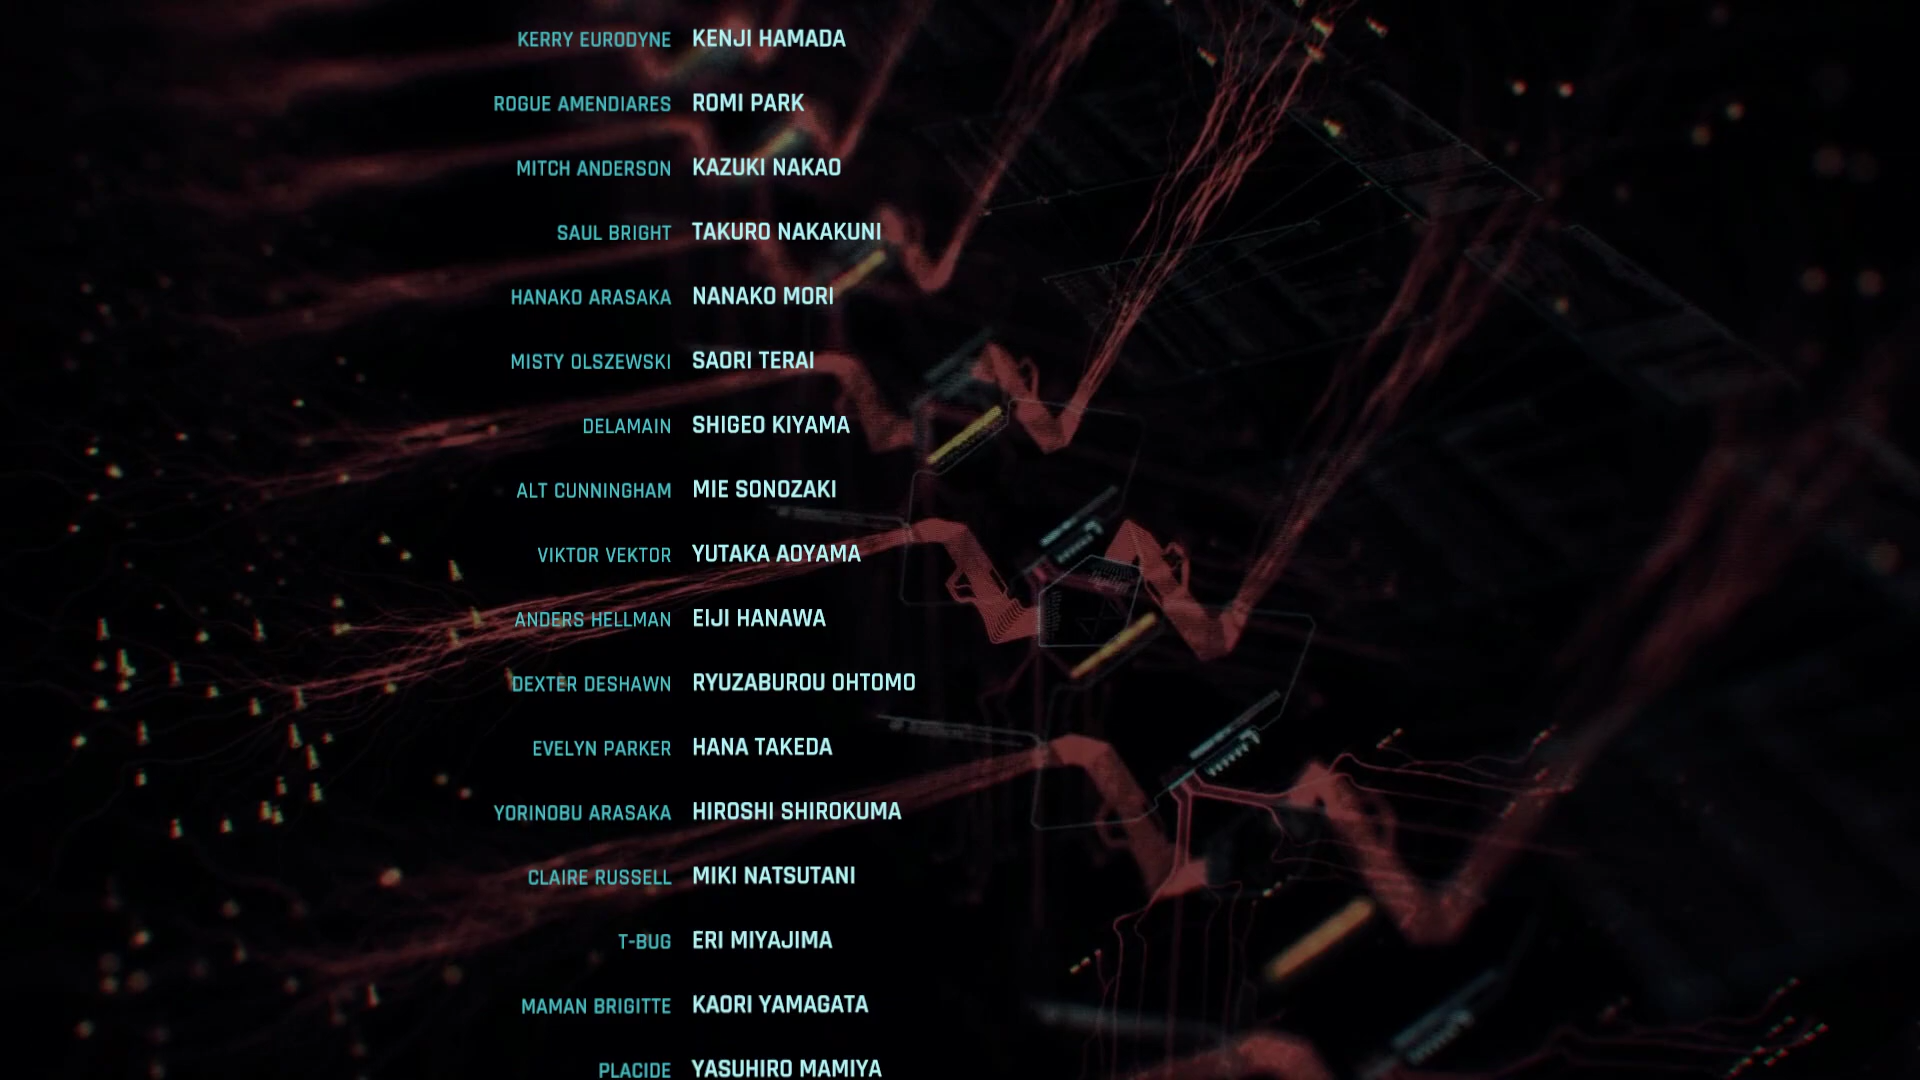 KERRY EURODYNE KENJI HAMADA
ROGUE AMENDIARES ROMI PARK
MITCH ANDERSON KAZUKI NAKAO
SAUL BRIGHT TAKURO NAKAKUNI
HANAKO ARASAKA NANAKO MORI
MISTY OLSZEWSKI SAORI TERAI
DELAMAIN SHIGEO KIYAMA
ALT CUNNINGHAM MIE SONOZAKI
VIKTOR VEKTOR YUTAKA AOYAMA
ANDERS HELLMAN EIJI HANAWA
DEXTER DESHAWN RYUZABUROU OHTOMO
EVELYN PARKER HANA TAKEDA
YORINOBU ARASAKA HIROSHI SHIROKUMA
CLAIRE RUSSELL MIKI NATSUTANI
T-BUG ERI MIYAJIMA
MAMAN BRIGITTE KAORI YAMAGATA
PLACIDE YASUHIRO MAMIYA